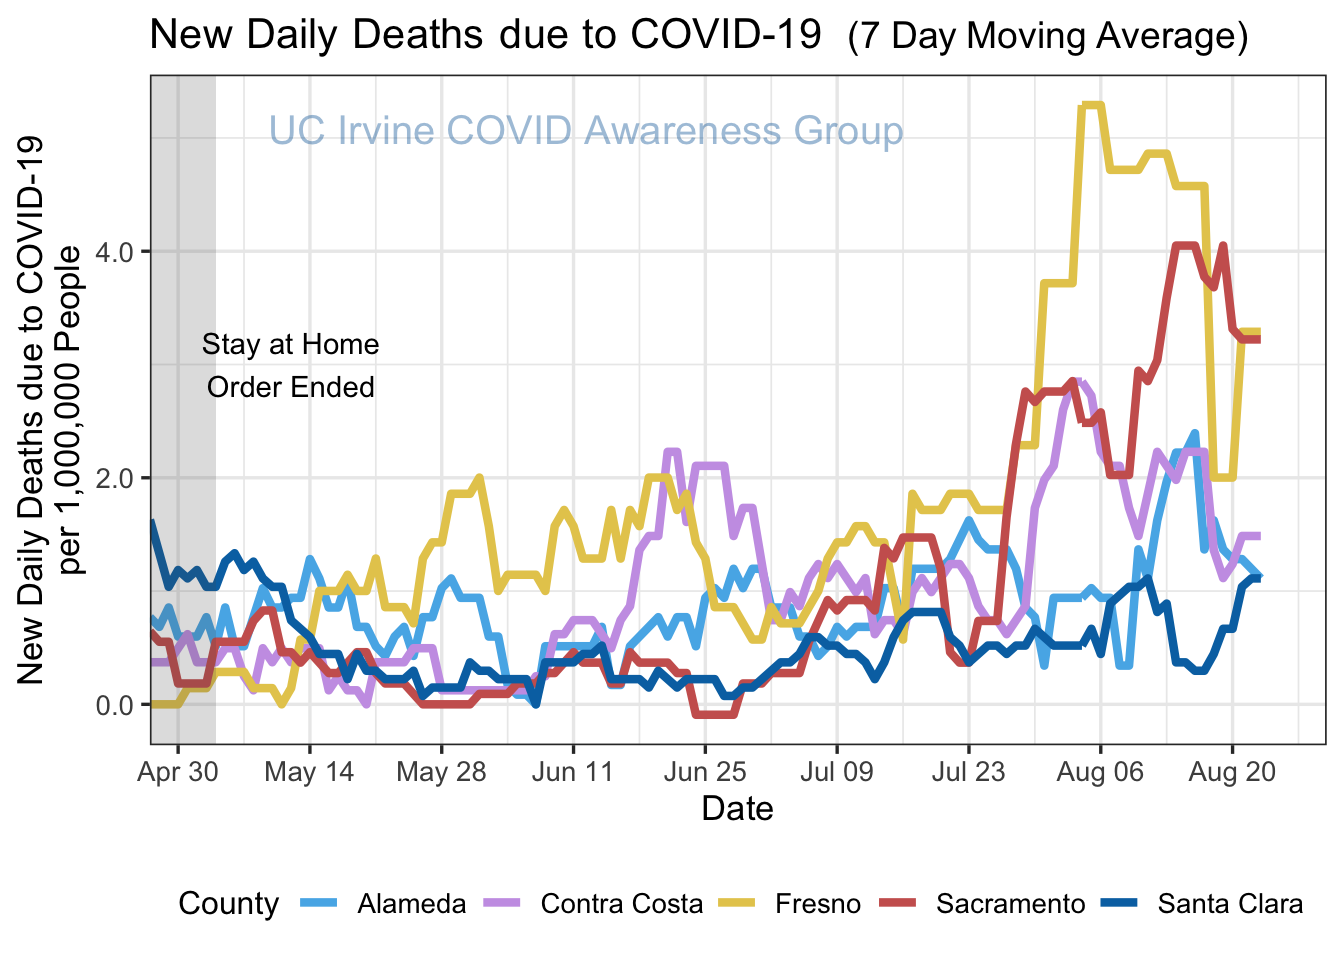 New Daily Deaths due to COVID-19 (7 Day Moving Average)
UC Irvine COVID Awareness Group
New Daily Deaths due to COVID-19
per 1,000,000 People
4.0
2.0
0.0
Stay at Home
Order Ended
Apr 30 May 14 May 28 Jun 11 Jun 25 Jul 09 Jul 23 Aug 06 Aug 20
Date
County Alameda Contra Costa Fresno Sacramento Santa Clara